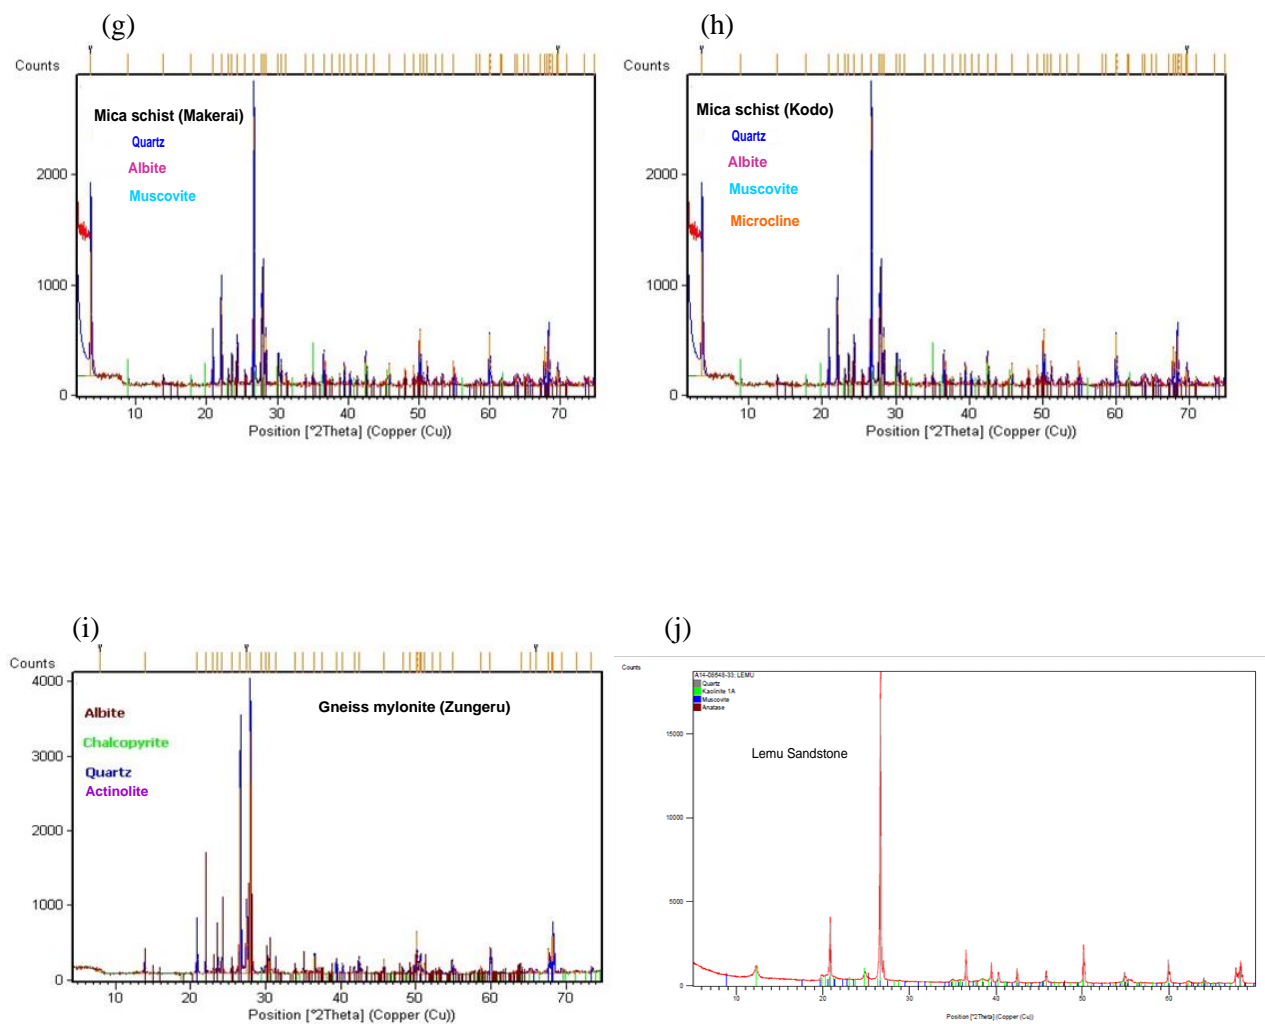 (g)
Counts
Mica schist (Makerai)
Quartz
Albite
Muscovite
2000
1000
0
10 20 30 40 50 60 70
Position [°2Theta] (Copper (Cu))
(h)
Counts
Mica schist (Kodo)
Quartz
Albite
Muscovite
Microcline
2000
1000
0
10 20 30 40 50 60 70
Position [°2Theta] (Copper (Cu))
(i)
Counts
4000
Gneiss mylonite (Zungeru)
Albite
Chalcopyrite
Quartz
Actinolite
3000
2000
1000
0
10 20 30 40 50 60 70
Position [°2Theta] (Copper (Cu))
(j)
Counts
A14-08648-33; LEMU
Quartz
Kaolinite 1A
Muscovite
Anatase
Lemu Sandstone
15000
10000
5000
0
10 20 30 40 50 60
Position [°2Theta] (Copper (Cu))